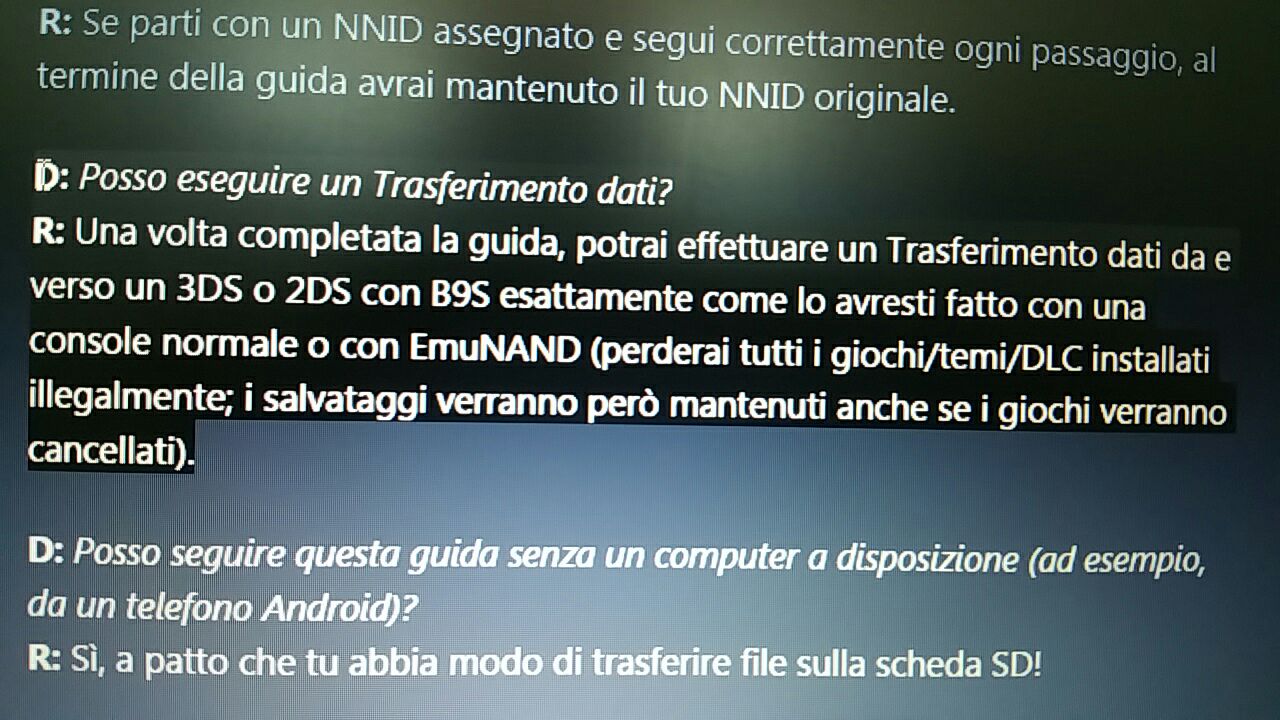 R: Se parti con un NNID assegnato e segui correttamente ogni passaggio, al
termine della guida avrai mantenuto il tuo NNID originale.
D: Posso eseguire un Trasferimento dati?
R: Una volta completata la guida, potrai effettuare un Trasferimento dati da e
verso un 3DS o 2DS con B9S esattamente come lo avresti fatto con una
console normale o con EmuNAND (perderai tutti i giochi/temi/DLC installati
illegalmente; i salvataggi verranno però mantenuti anche se i giochi verranno
cancellati).
D: Posso seguire questa guida senza un computer a disposizione (ad esempio,
da un telefono Android)?
R: Sì, a patto che tu abbia modo di trasferire file sulla scheda SD!